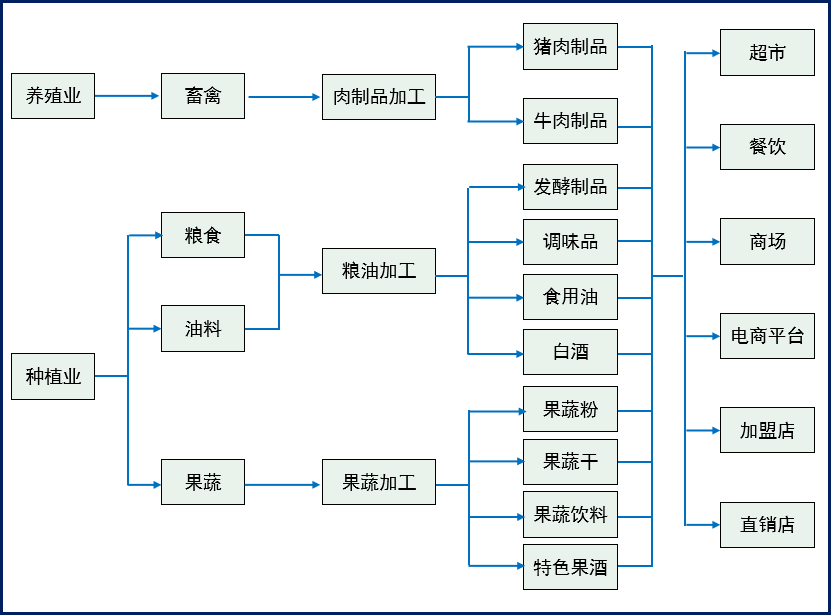 养殖业
畜禽
肉制品加工
猪肉制品
牛肉制品
种植业
粮食
油料
果蔬
粮油加工
果蔬加工
发酵制品
调味品
食用油
白酒
果蔬粉
果蔬干
果蔬饮料
特色果酒
超市
餐饮
商场
电商平台
加盟店
直销店